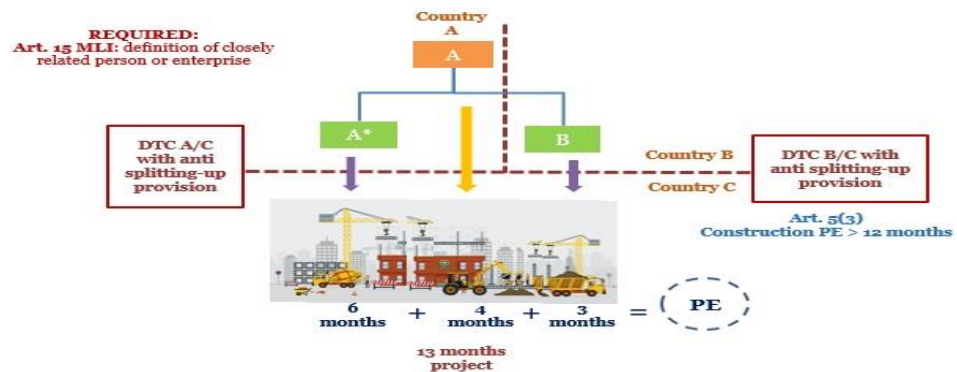 REQUIRED:
Art. 15 MLI: definition of closely
related person or enterprise
Country
A
A
A*
B
DTC A/C
with anti
splitting-up
provision
Country B
Country C
DTC B/C with
anti splitting-up
provision
Art. 5(3)
Construction PE > 12 months
6
months
+
4
months
+
3
months
=
PE
13 months
project